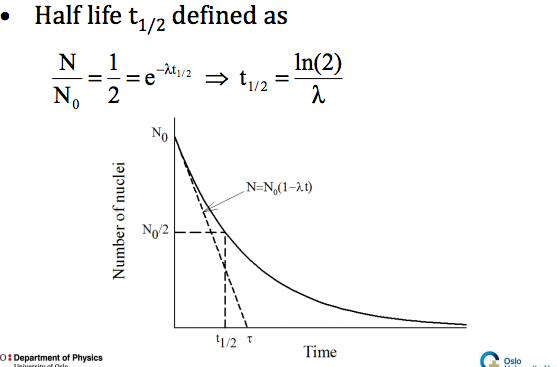 • Half life t₁/₂ defined as
N/N₀ = 1/2 = e^(−λt₁/₂) ⇒ t₁/₂ = ln(2)/λ
N₀
N=N₀(1−λt)
Number of nuclei
N₀/2
t₁/₂ τ
Time
Department of Physics
Oslo